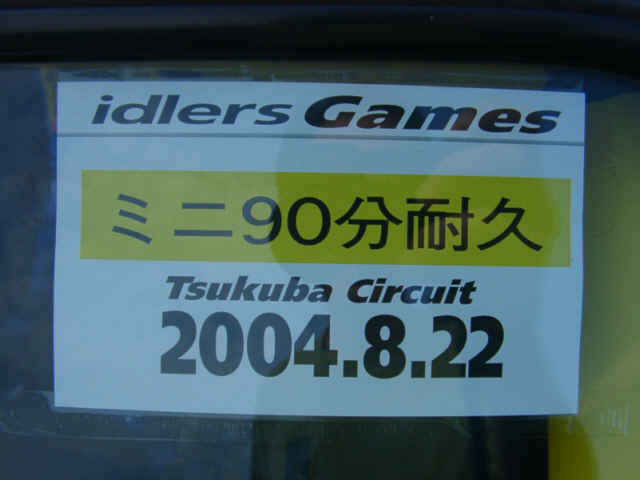 idlers Games
ミニ90分耐久
Tsukuba Circuit
2004.8.22